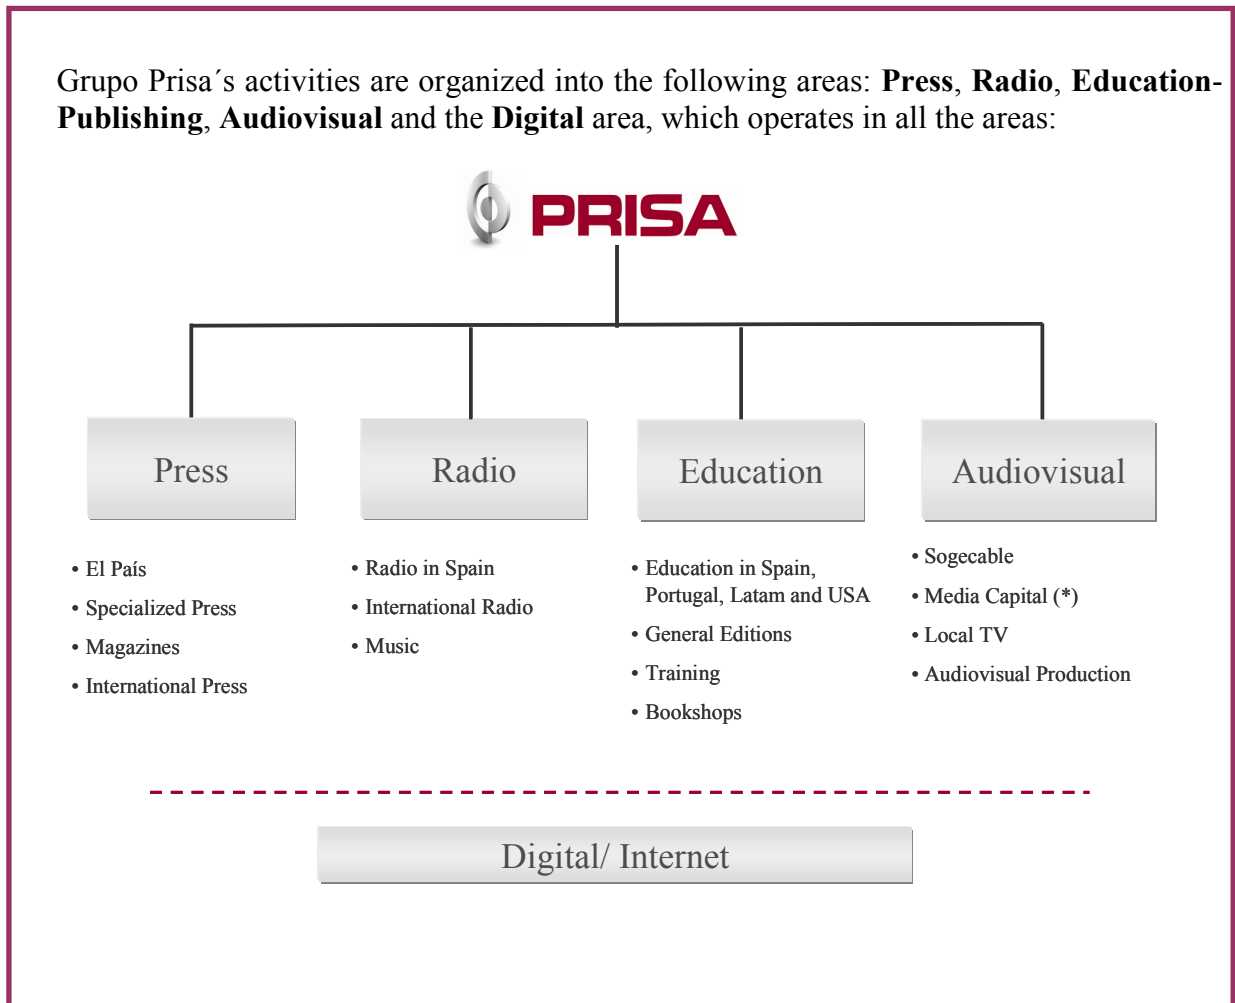 Grupo Prisa´s activities are organized into the following areas: Press, Radio, Education-
Publishing, Audiovisual and the Digital area, which operates in all the areas:
PRISA
Press
Radio
Education
Audiovisual
• El País
• Specialized Press
• Magazines
• International Press
• Radio in Spain
• International Radio
• Music
• Education in Spain,
Portugal, Latam and USA
• General Editions
• Training
• Bookshops
• Sogecable
• Media Capital (*)
• Local TV
• Audiovisual Production
Digital/ Internet